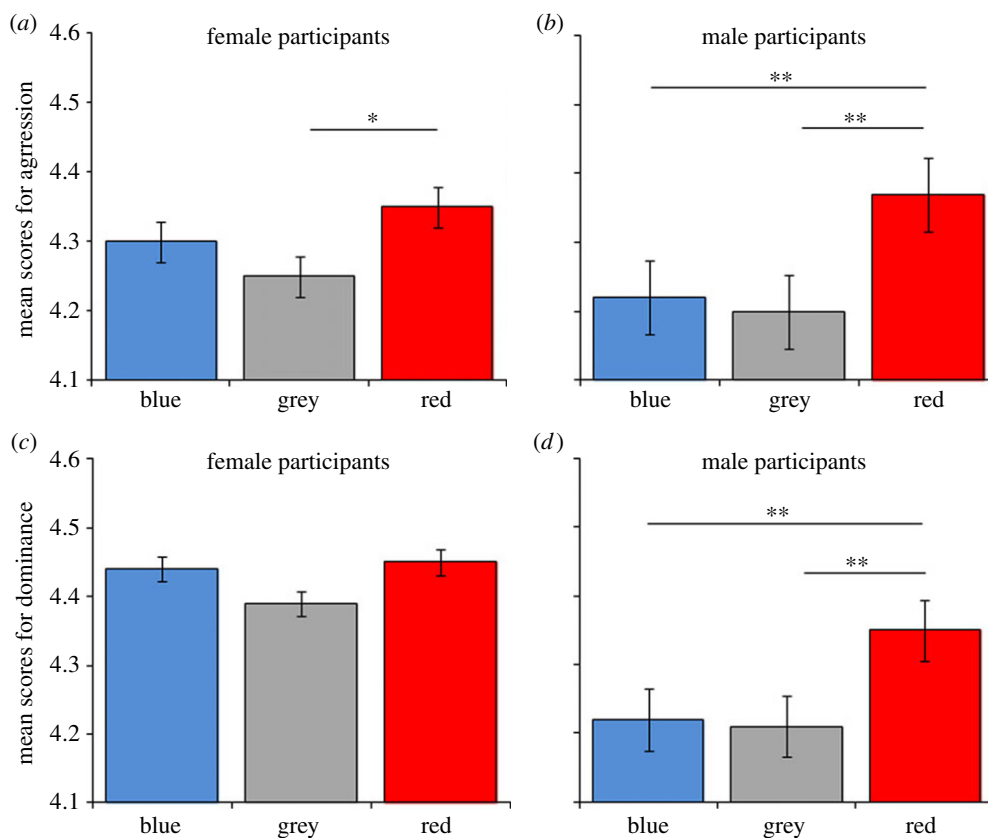 (a) female participants
4.6
4.5
4.4
4.3
4.2
4.1
mean scores for agrression
*
blue grey red
(b) male participants
**
**
blue grey red
(c) female participants
4.6
4.5
4.4
4.3
4.2
4.1
mean scores for dominance
blue grey red
(d) male participants
**
**
blue grey red